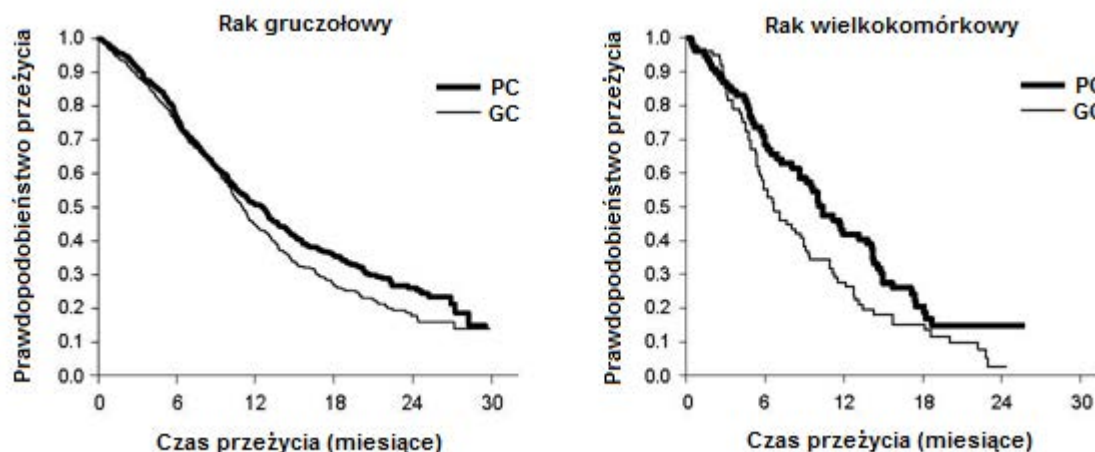 Rak gruczołowy
Prawdopodobieństwo przeżycia
1.0
0.9
0.8
0.7
0.6
0.5
0.4
0.3
0.2
0.1
0.0
PC
GC
0 6 12 18 24 30
Czas przeżycia (miesiące)
Rak wielkokomórkowy
Prawdopodobieństwo przeżycia
1.0
0.9
0.8
0.7
0.6
0.5
0.4
0.3
0.2
0.1
0.0
PC
GC
0 6 12 18 24 30
Czas przeżycia (miesiące)